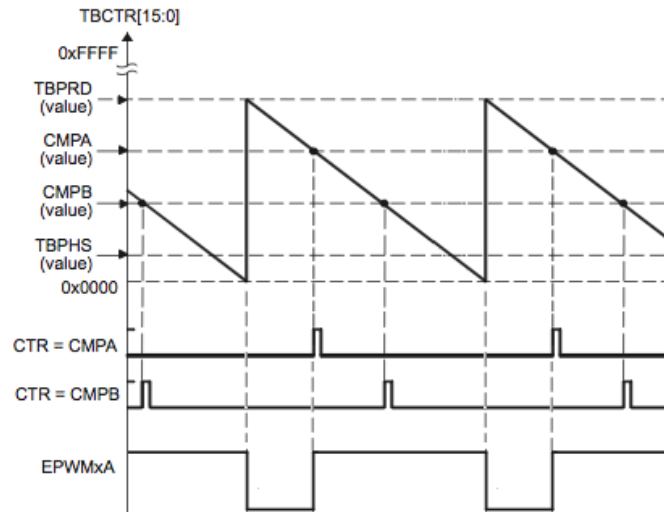 TBCTR[15:0]
0xFFFF
TBPRD
(value)
CMPA
(value)
CMPB
(value)
TBPHS
(value)
0x0000
CTR = CMPA
CTR = CMPB
EPWMxA